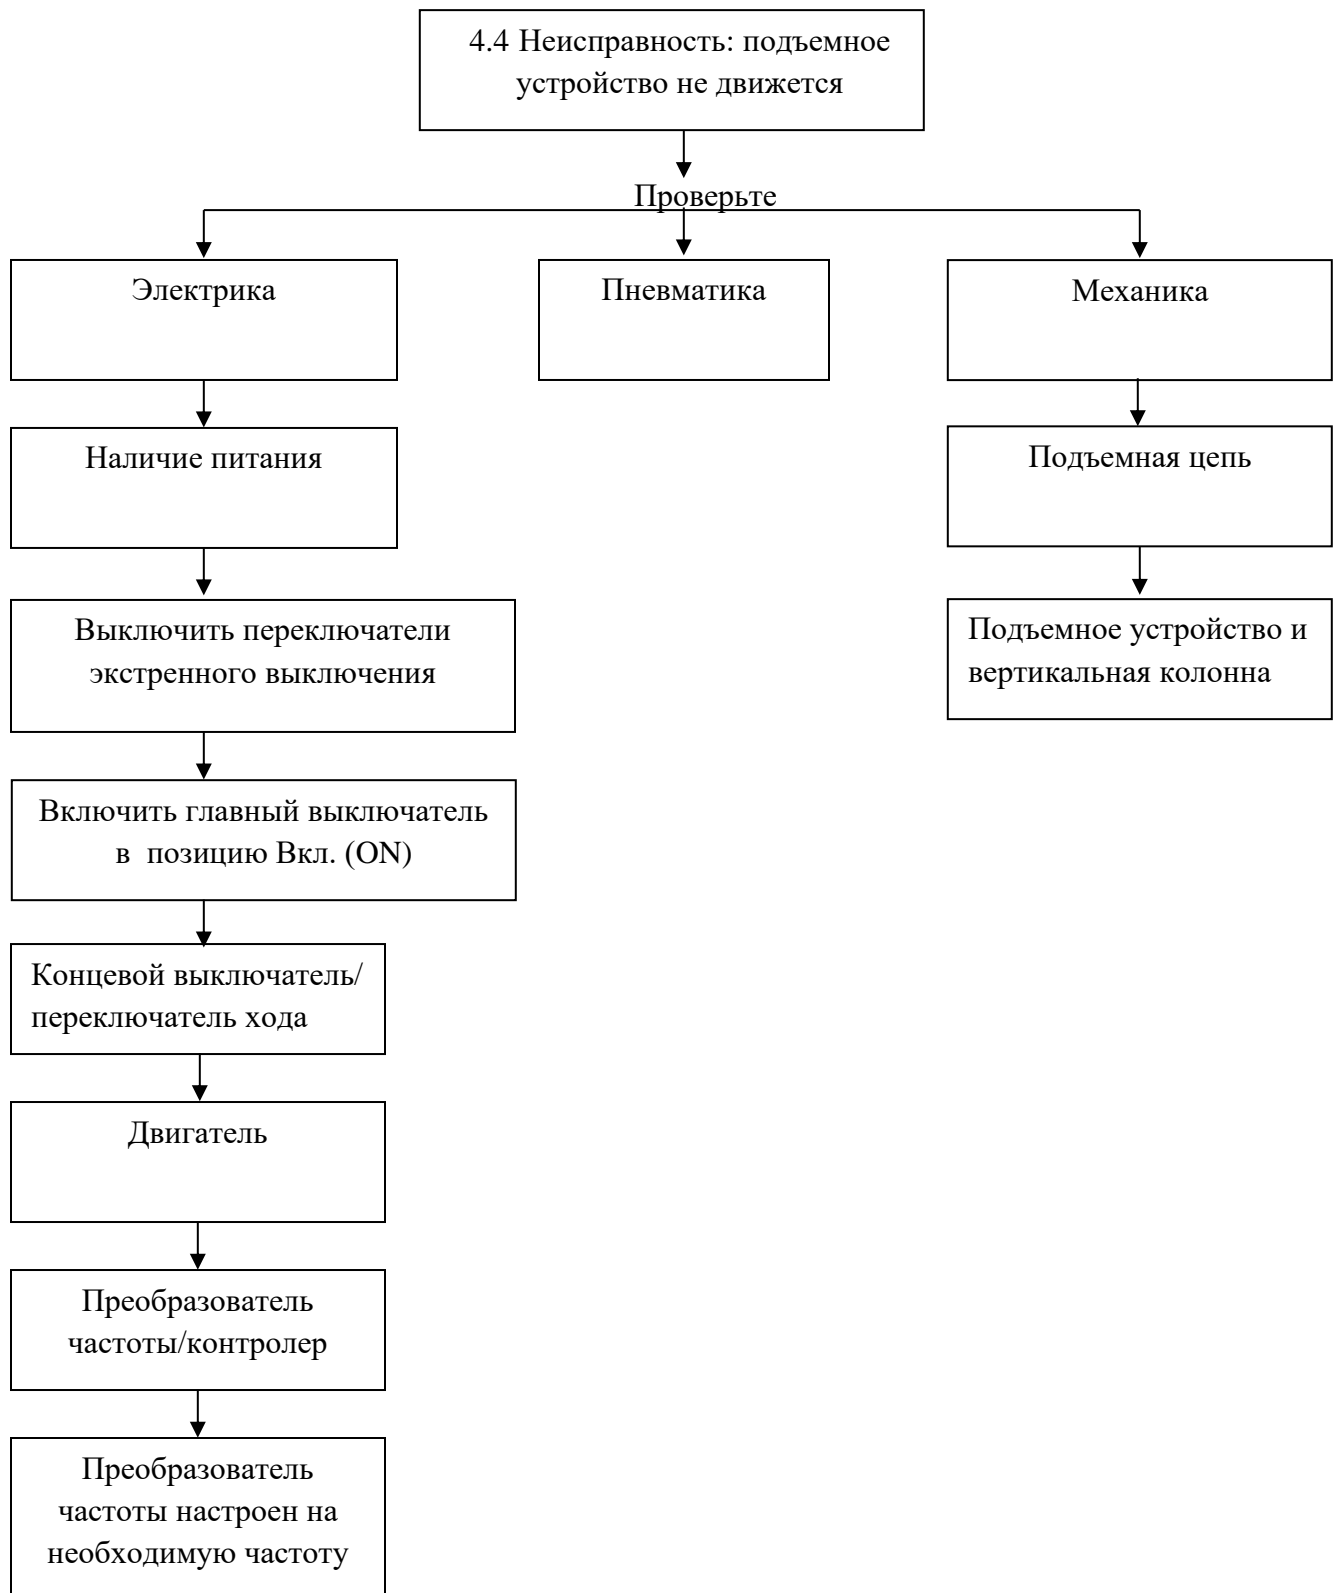 4.4 Неисправность: подъемное
устройство не движется
Проверьте
Электрика
Пневматика
Механика
Наличие питания
Подъемная цепь
Выключить переключатели
экстренного выключения
Подъемное устройство и
вертикальная колонна
Включить главный выключатель
в  позицию Вкл. (ON)
Концевой выключатель/
переключатель хода
Двигатель
Преобразователь
частоты/контролер
Преобразователь
частоты настроен на
необходимую частоту